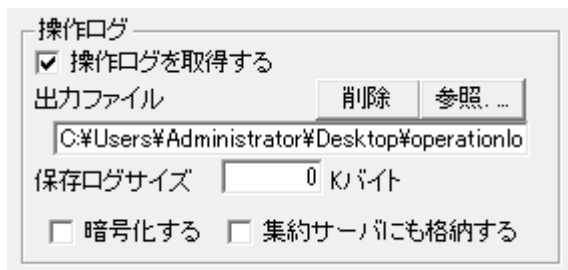 操作ログ
操作ログを取得する
出力ファイル 削除 参照. ...
C:¥Users¥Administrator¥Desktop¥operationlo
保存ログサイズ 0 Kバイト
暗号化する 集約サーバにも格納する